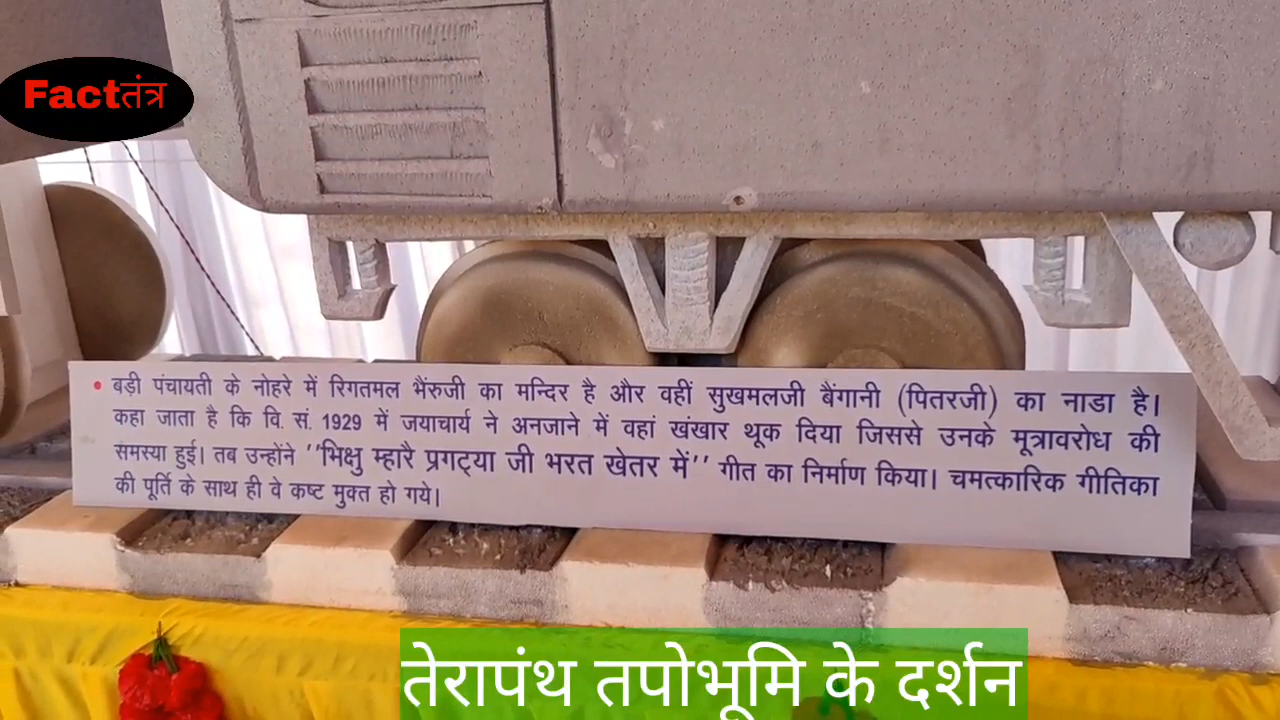 Factतंत्र
• बड़ी पंचायती के नोहरे में रिगतमल भैंरुजी का मन्दिर है और वहीं सुखमलजी बैंगानी (पितरजी) का नाडा है।
कहा जाता है कि वि. सं. 1929 में जयाचार्य ने अनजाने में वहां खंखार थूक दिया जिससे उनके मूत्रावरोध की
समस्या हुई। तब उन्होंने ''भिक्षु म्हारै प्रगट्या जी भरत खेतर में'' गीत का निर्माण किया। चमत्कारिक गीतिका
की पूर्ति के साथ ही वे कष्ट मुक्त हो गये।
तेरापंथ तपोभूमि के दर्शन